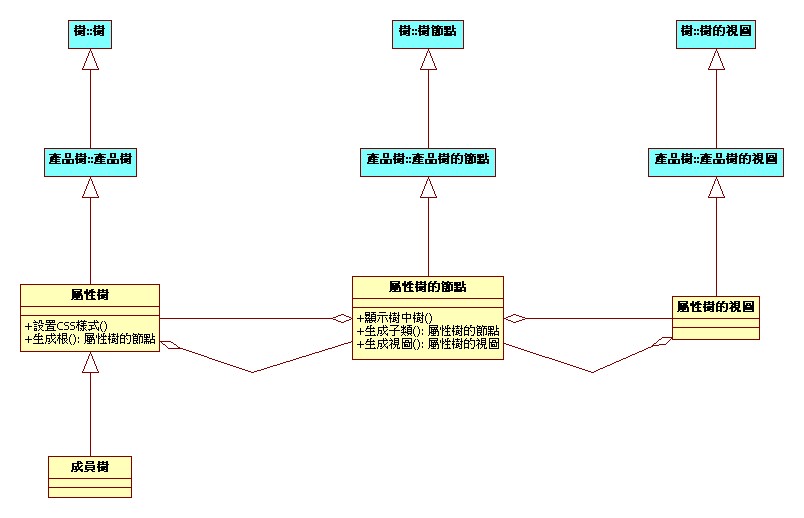 樹::樹
樹::樹節點
樹::樹的視圖
產品樹::產品樹
產品樹::產品樹的節點
產品樹::產品樹的視圖
屬性樹
+設置CSS樣式()
+生成根(): 屬性樹的節點
屬性樹的節點
+顯示樹中樹()
+生成子類(): 屬性樹的節點
+生成視圖(): 屬性樹的視圖
屬性樹的視圖
成員樹